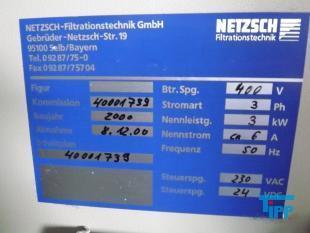 NETZSCH-Filtrationstechnik GmbH
Gebrüder-Netzsch-Str. 19
95100 Selb/Bayern
Tel. 09287/75-0
Fax 09287/75704
NETZSCH
Filtrationstechnik
Figur
Kommission 40001739
Baujahr 2000
Abnahme 8.12.00
40001739
Btr.Spg. 400 V
Stromart 3 Ph
Nennleistg. 3 kW
Nennstrom ca 6 A
Frequenz 50 Hz
Steuerspg. 230 VAC
Steuerspg. 24
TIPP